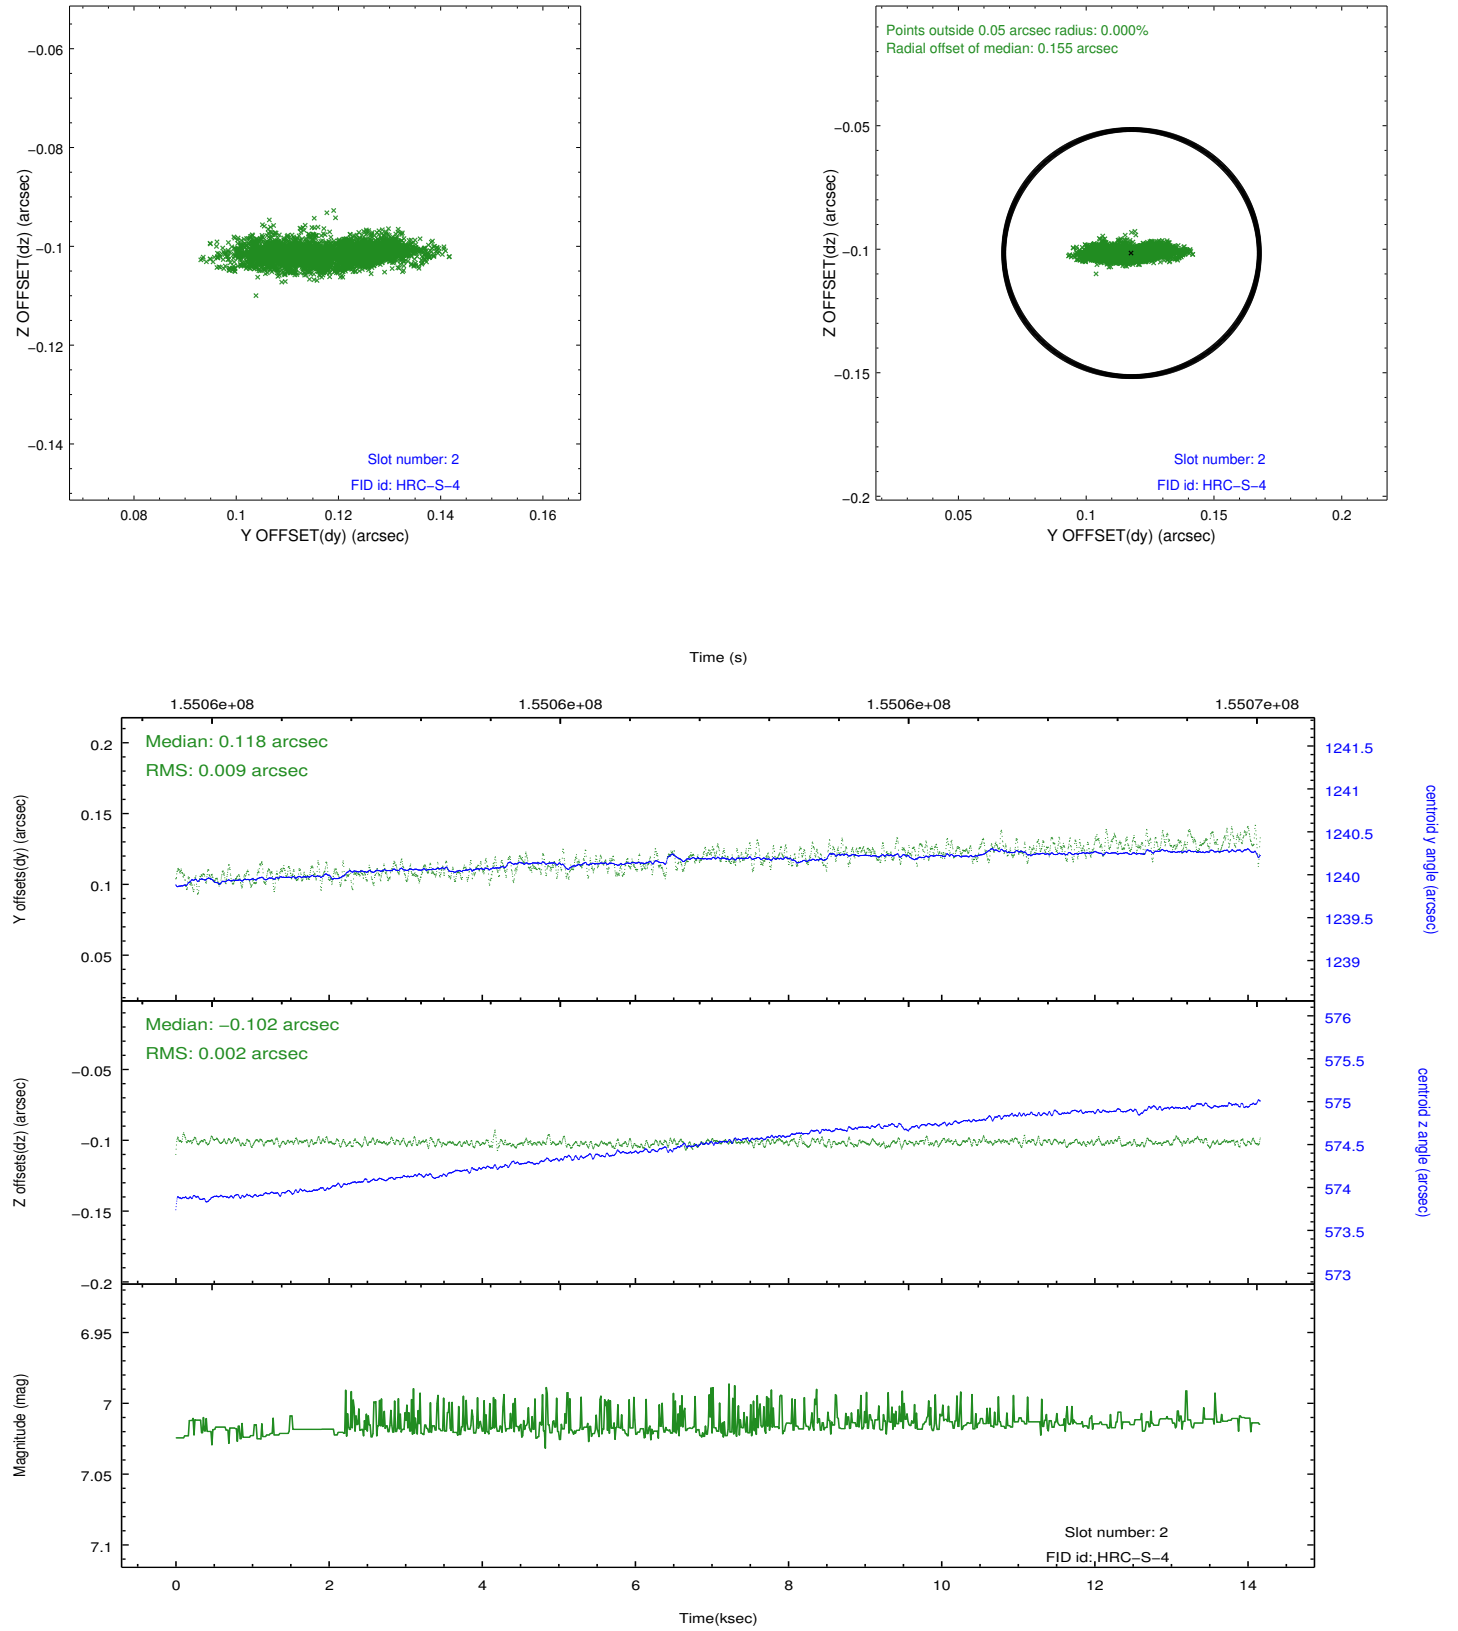 −0.06
−0.08
−0.1
−0.12
−0.14
Z OFFSET(dz) (arcsec)
Slot number: 2
FID id: HRC−S−4
0.08 0.1 0.12 0.14 0.16
Y OFFSET(dy) (arcsec)
Points outside 0.05 arcsec radius: 0.000%
Radial offset of median: 0.155 arcsec
−0.05
−0.1
−0.15
−0.2
Z OFFSET(dz) (arcsec)
Slot number: 2
FID id: HRC−S−4
0.05 0.1 0.15 0.2
Y OFFSET(dy) (arcsec)
Time (s)
1.5506e+08 1.5506e+08 1.5506e+08 1.5507e+08
Median: 0.118 arcsec
RMS: 0.009 arcsec
0.2
0.15
0.1
0.05
Y offsets(dy) (arcsec)
1241.5
1241
1240.5
1240
1239.5
1239
centroid y angle (arcsec)
Median: −0.102 arcsec
RMS: 0.002 arcsec
−0.05
−0.1
−0.15
−0.2
Z offsets(dz) (arcsec)
576
575.5
575
574.5
574
573.5
573
centroid z angle (arcsec)
6.95
7
7.05
7.1
Magnitude (mag)
Slot number: 2
FID id: HRC−S−4
0 2 4 6 8 10 12 14
Time(ksec)